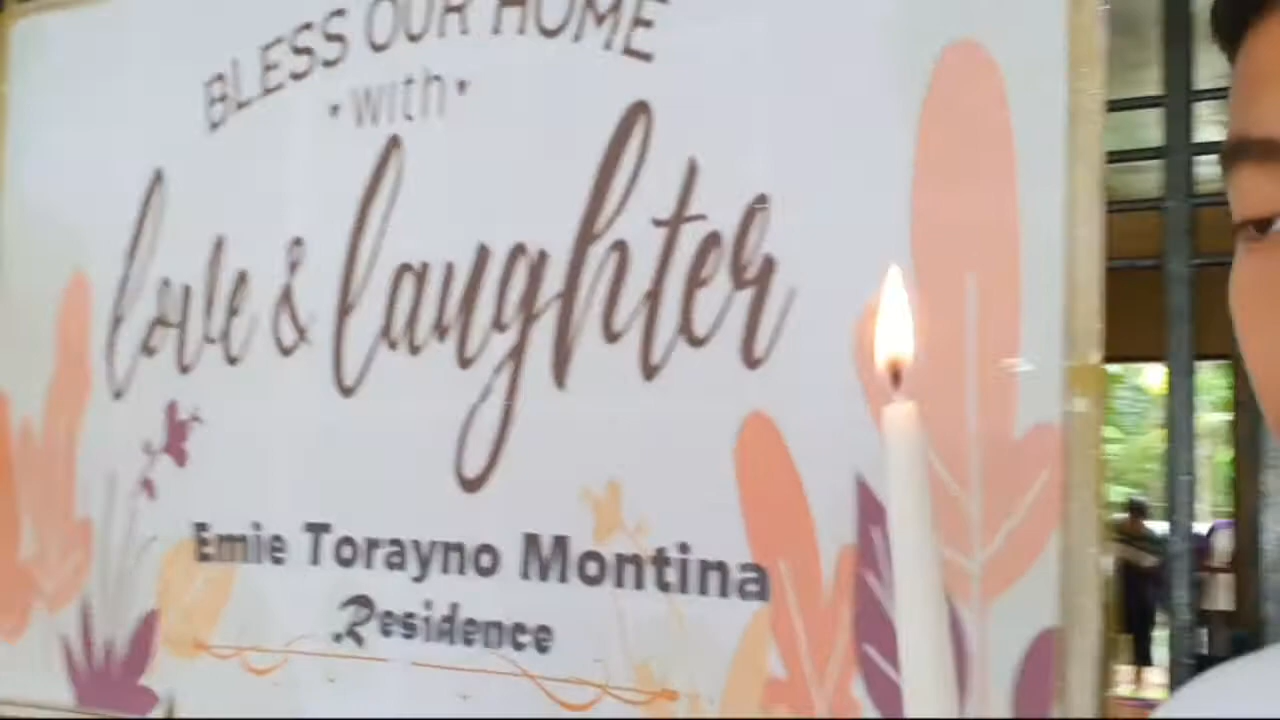 BLESS OUR HOME
• with •
love & laughter
Emie Torayno Montina
Residence